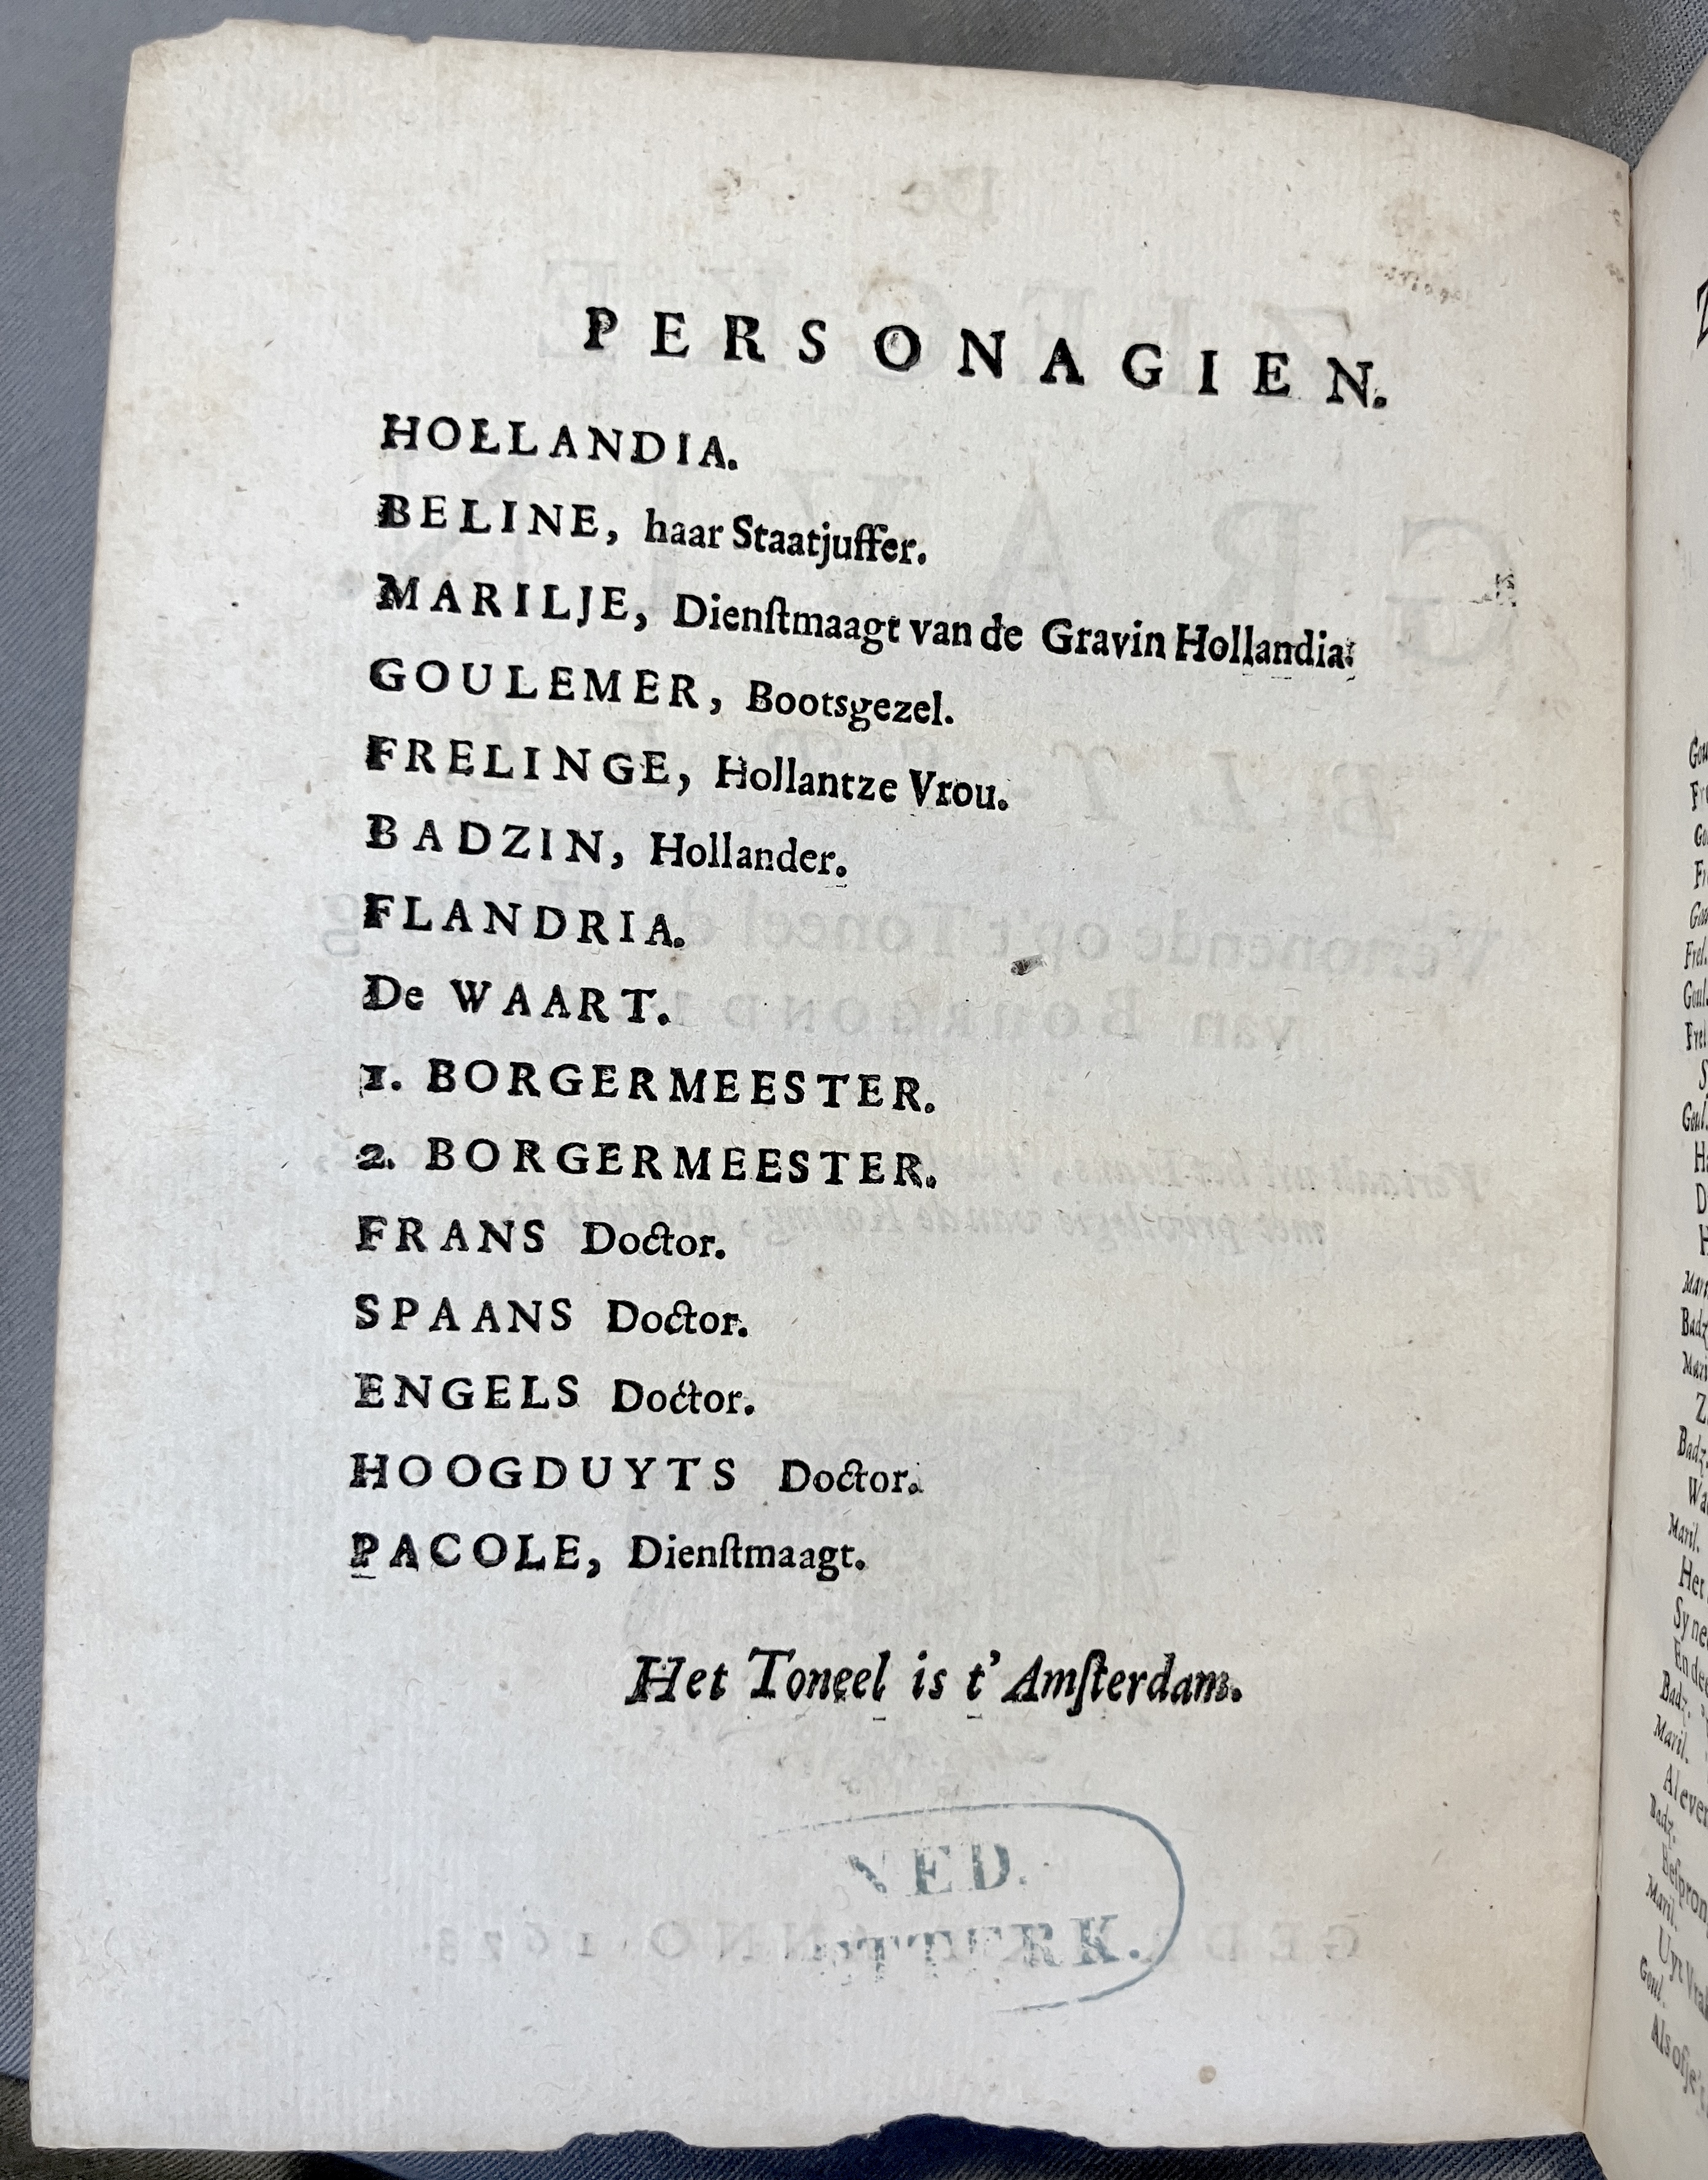 PERSONAGIEN.
HOLLANDIA.
BELINE, haar Staatjuffer.
MARILJE, Dienſtmaagt van de Gravin Hollandia.
GOULEMER, Bootsgezel.
FRELINGE, Hollantze Vrou.
BADZIN, Hollander.
FLANDRIA.
De WAART.
1. BORGERMEESTER.
2. BORGERMEESTER.
FRANS Doctor.
SPAANS Doctor.
ENGELS Doctor.
HOOGDUYTS Doctor.
PACOLE, Dienſtmaagt.
Het Toneel is t' Amſterdam.
NED.
LETTERK.